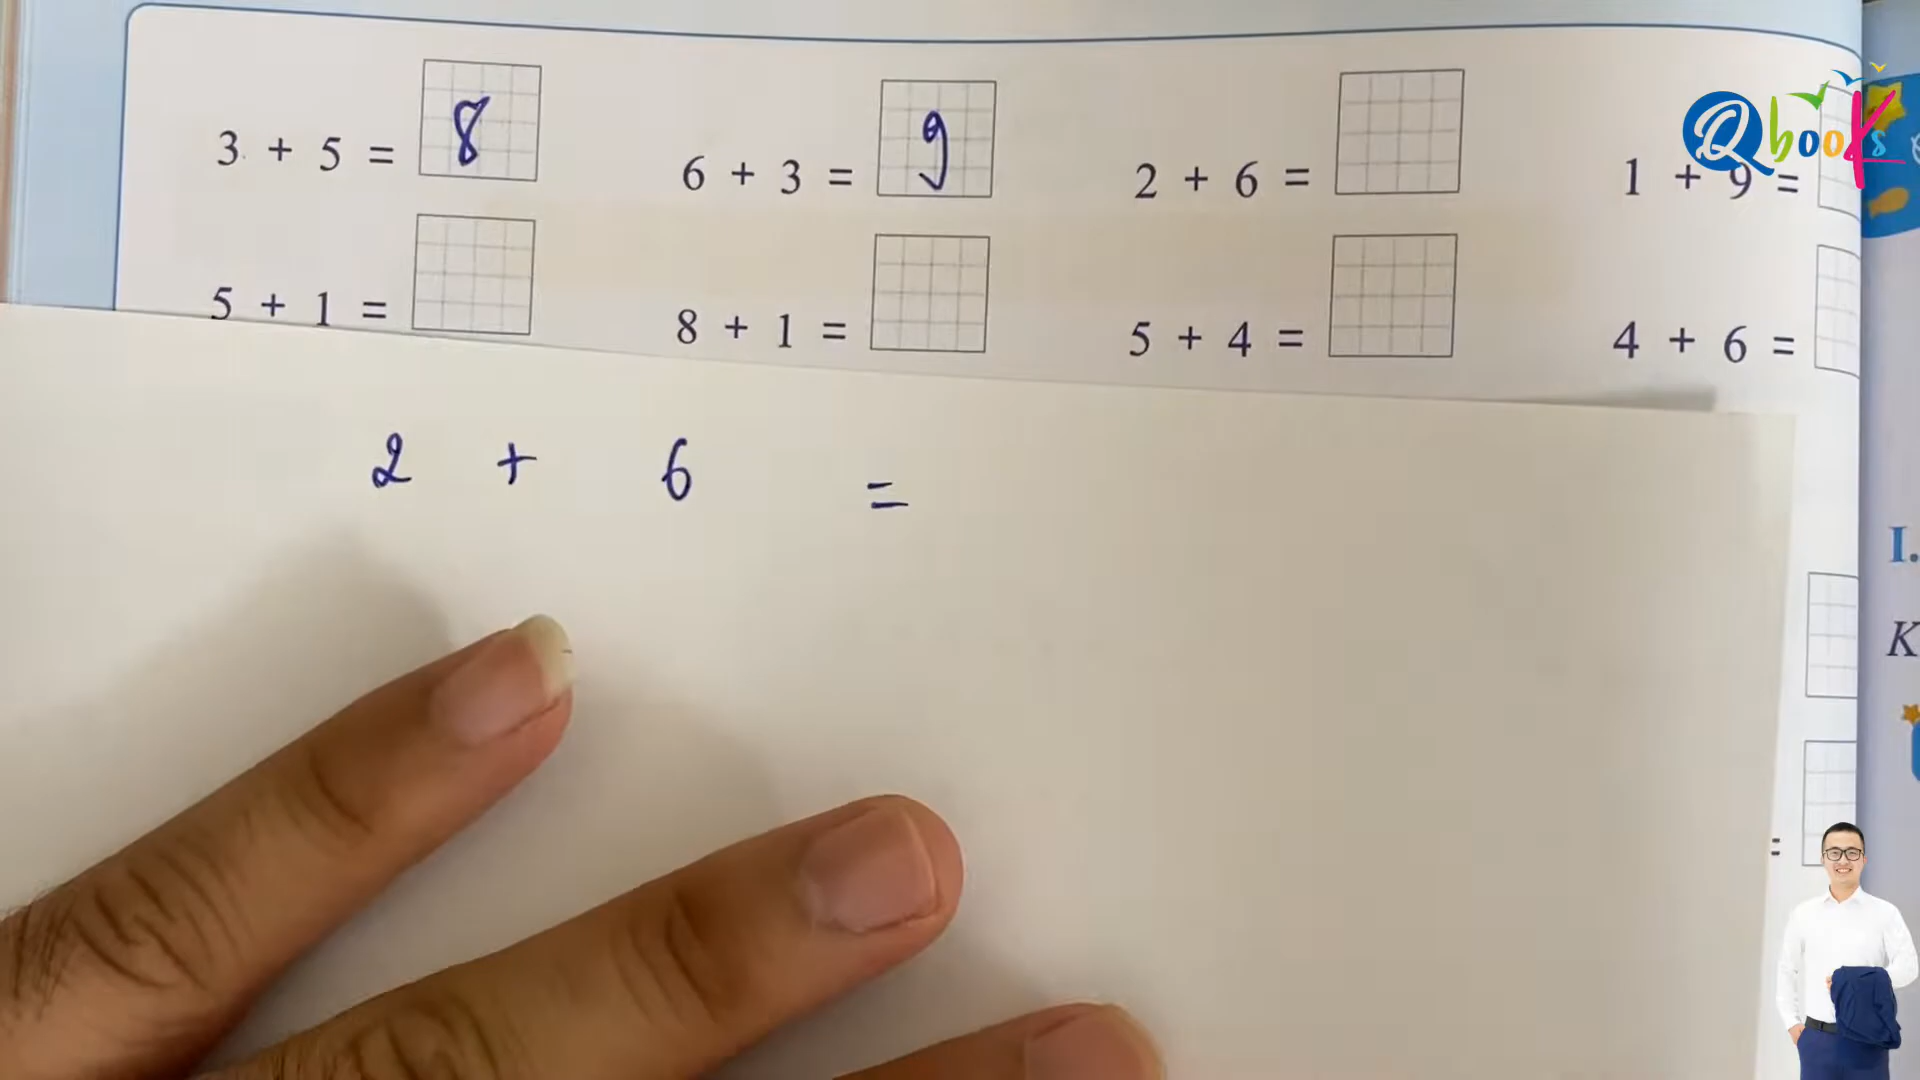 Qbooks
3 + 5 = 8
6 + 3 = 9
2 + 6 =
1 + 9 =
5 + 1 =
8 + 1 =
5 + 4 =
4 + 6 =
2 + 6 =
I.
K
=